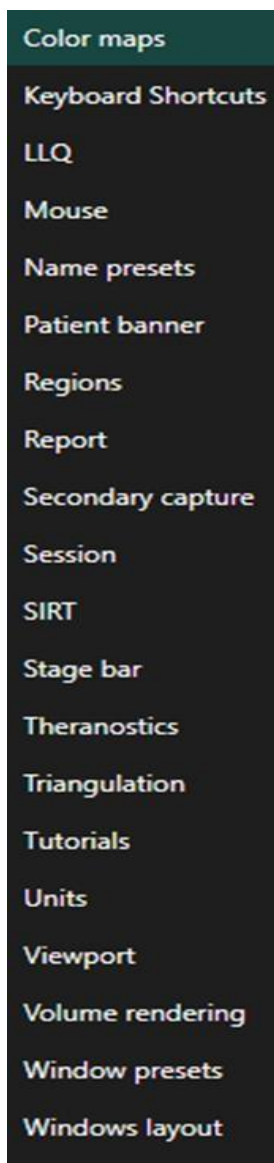 Color maps
Keyboard Shortcuts
LLQ
Mouse
Name presets
Patient banner
Regions
Report
Secondary capture
Session
SIRT
Stage bar
Theranostics
Triangulation
Tutorials
Units
Viewport
Volume rendering
Window presets
Windows layout